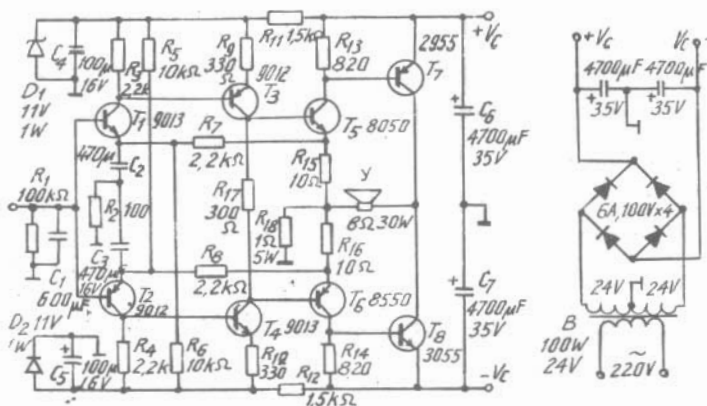 R11 1,5kΩ
+Vc
C4
100μ
16V
R3
2,2k
R5
10kΩ
R9
330
Ω
R13
820
2955
T7
D1
11V
1W
9012
T3
T1 9013
R7
2,2kΩ
T5 8050
470μ
C2
R15
10Ω
C6
4700μF
35V
R1
100kΩ
R2 100
R17
300
Ω
R18
1Ω
5W
У
8Ω 30W
C3
R8
2,2kΩ
R16
10Ω
470μF
16V
C1
600μF
T2
9012
T4 9013
T6 8550
C7
4700μF
35V
D2 11V
1W
T8
3055
C5
100μ
16V
R4
2,2k
R6
10kΩ
R10
330
R14
820
R12
1,5kΩ
-Vc
+Vc
Vc-
4700μF 4700μF
35V
35V
6A,100V×4
24V
24V
B
100W
24V
~
220V